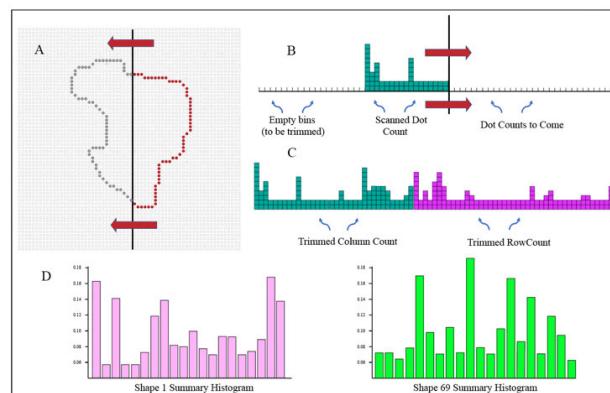 A
B
Empty bins
(to be trimmed)
Scanned Dot
Count
Dot Counts to Come
C
Trimmed Column Count
Trimmed RowCount
D
0.18
0.16
0.14
0.12
0.10
0.08
0.06
Shape 1 Summary Histogram
0.18
0.16
0.14
0.12
0.10
0.08
0.06
Shape 69 Summary Histogram